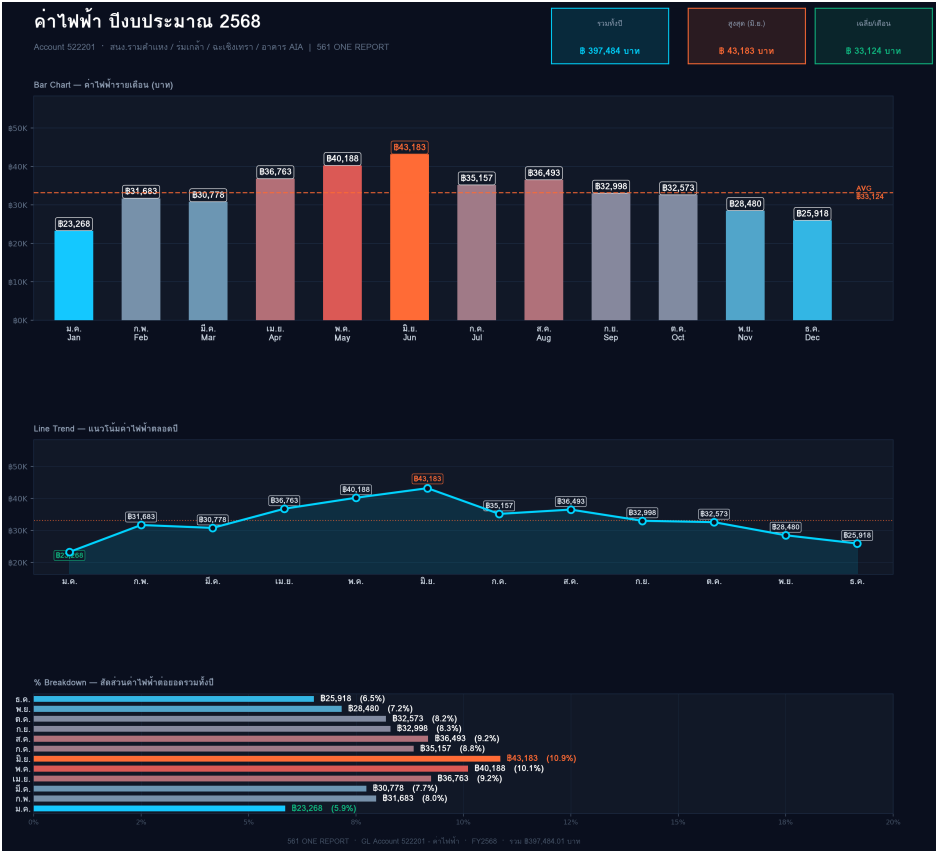 ค่าไฟฟ้า ปีงบประมาณ 2568
Account 522201 · สนง.รามคำแหง / รมเกล้า / ฉะเชิงเทรา / อาคาร AIA | 561 ONE REPORT
รวมทั้งปี
฿ 397,484 บาท
สูงสุด (มิ.ย.)
฿ 43,183 บาท
เฉลี่ย/เดือน
฿ 33,124 บาท
Bar Chart — ค่าไฟฟ้ารายเดือน (บาท)
฿50K
฿40K
฿30K
฿20K
฿10K
฿0K
฿23,268
฿31,683
฿30,778
฿36,763
฿40,188
฿43,183
฿35,157
฿36,493
฿32,998
฿32,573
฿28,480
฿25,918
AVG
฿33,124
ม.ค. ก.พ. มี.ค. เม.ย. พ.ค. มิ.ย. ก.ค. ส.ค. ก.ย. ต.ค. พ.ย. ธ.ค.
Jan Feb Mar Apr May Jun Jul Aug Sep Oct Nov Dec
Line Trend — แนวโน้มค่าไฟฟ้าตลอดปี
฿50K
฿40K
฿30K
฿20K
฿23,268
฿31,683
฿30,778
฿36,763
฿40,188
฿43,183
฿35,157
฿36,493
฿32,998
฿32,573
฿28,480
฿25,918
ม.ค. ก.พ. มี.ค. เม.ย. พ.ค. มิ.ย. ก.ค. ส.ค. ก.ย. ต.ค. พ.ย. ธ.ค.
% Breakdown — สัดส่วนค่าไฟฟ้าต่อยอดรวมทั้งปี
ธ.ค. ฿25,918 (6.5%)
พ.ย. ฿28,480 (7.2%)
ต.ค. ฿32,573 (8.2%)
ก.ย. ฿32,998 (8.3%)
ส.ค. ฿36,493 (9.2%)
ก.ค. ฿35,157 (8.8%)
มิ.ย. ฿43,183 (10.9%)
พ.ค. ฿40,188 (10.1%)
เม.ย. ฿36,763 (9.2%)
มี.ค. ฿30,778 (7.7%)
ก.พ. ฿31,683 (8.0%)
ม.ค. ฿23,268 (5.9%)
0% 2% 5% 8% 10% 12% 15% 18% 20%
561 ONE REPORT · GL Account 522201 - ค่าไฟฟ้า · FY2568 · รวม ฿397,484.01 บาท